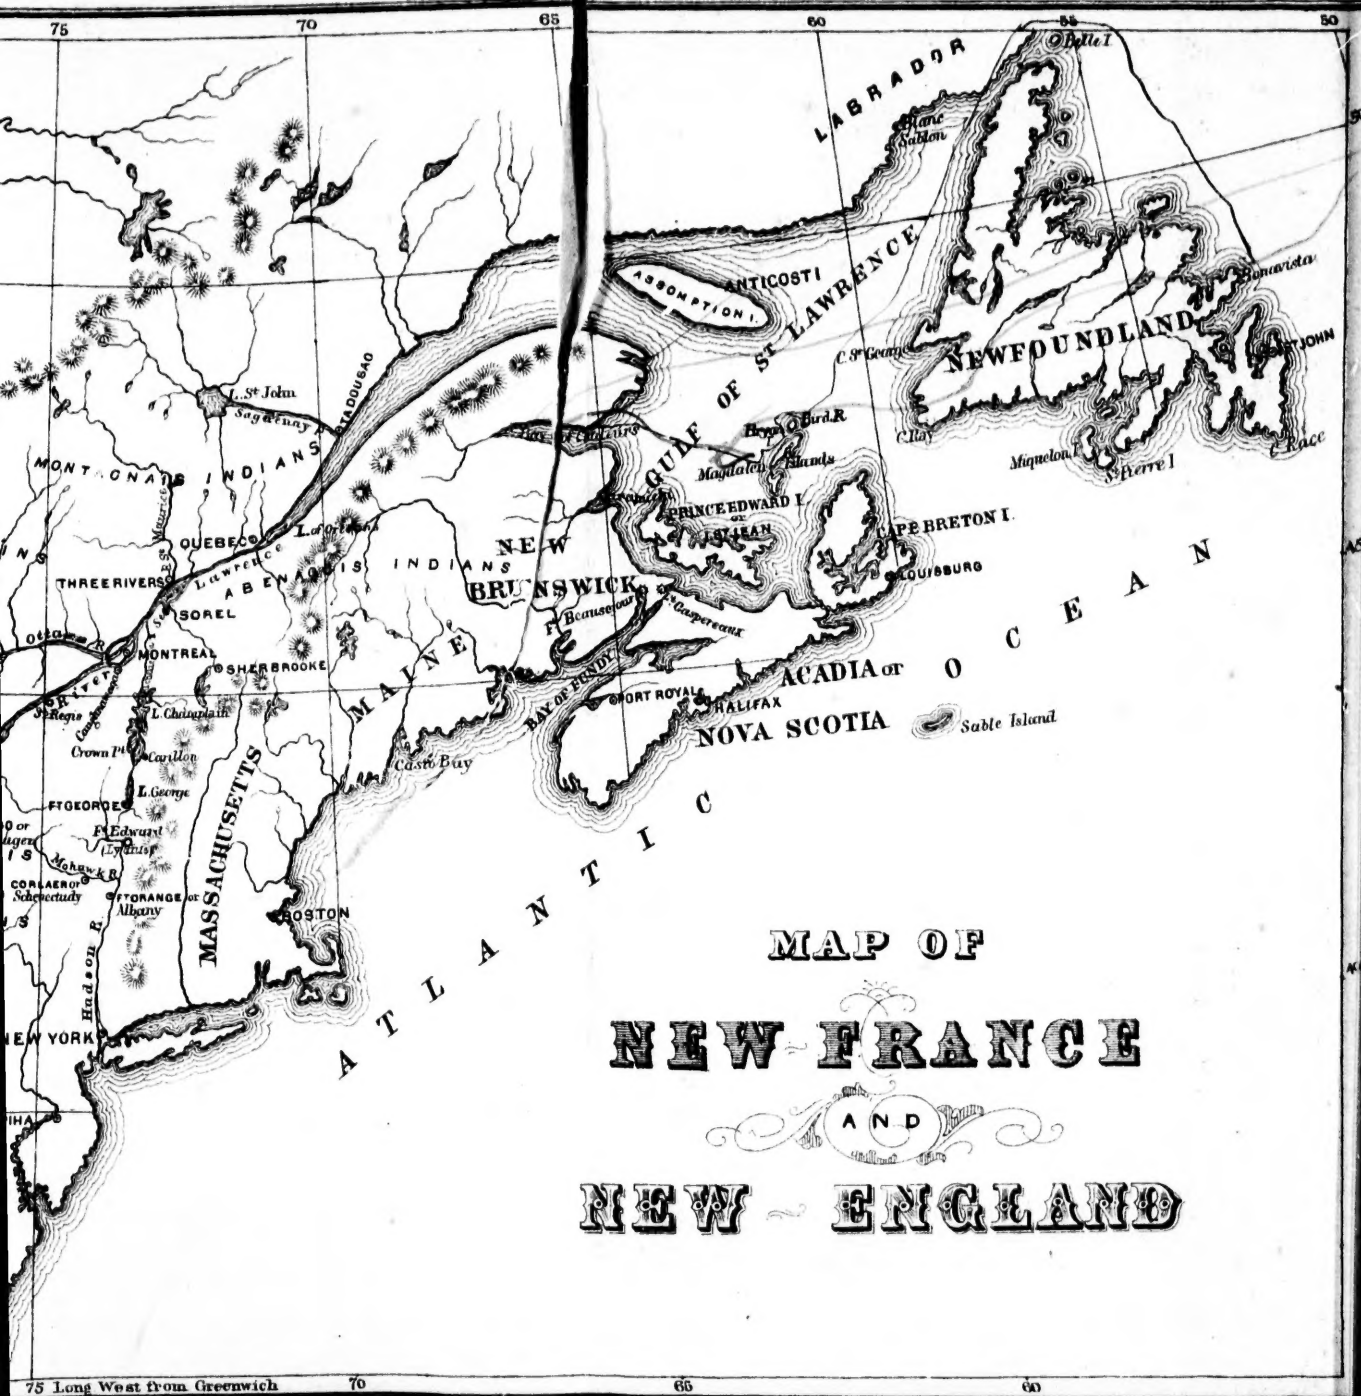 75
70
65
60
55
50
Belle I
LABRADOR
Blanc
Sablon
ANTICOSTI
ASSOMPTION I.
GULF OF ST LAWRENCE
Bonavista
NEWFOUNDLAND
C. St George
ST JOHN
L. St John
Saguenay R
TADOUSAC
Bird R
C. Ray
C. Race
Magdalen Islands
Miquelon I
St Pierre I
MONTAGNAIS INDIANS
PRINCE EDWARD I.
or
CAPE BRETON I.
LOUISBURG
QUEBEC
I. of Orleans
Lawrence
NEW
BRUNSWICK
ABENAQUIS INDIANS
THREE RIVERS
SOREL
Ottawa R
MONTREAL
SHERBROOKE
River
St Regis
Ft Beausejour
Gaspereaux
MAINE
BAY OF FUNDY
PORT ROYAL
HALIFAX
ACADIA or
NOVA SCOTIA
Sable Island
L. Champlain
Crown Pt
Carillon
Casco Bay
L. George
FT GEORGE
Ft Edward
(Lydius)
Mohawk R.
CORLAER or
Schenectady
FT ORANGE or
Albany
MASSACHUSETTS
BOSTON
Hudson R.
NEW YORK
ATLANTIC OCEAN
MAP OF
NEW FRANCE
AND
NEW ENGLAND
75 Long West from Greenwich
70
65
60